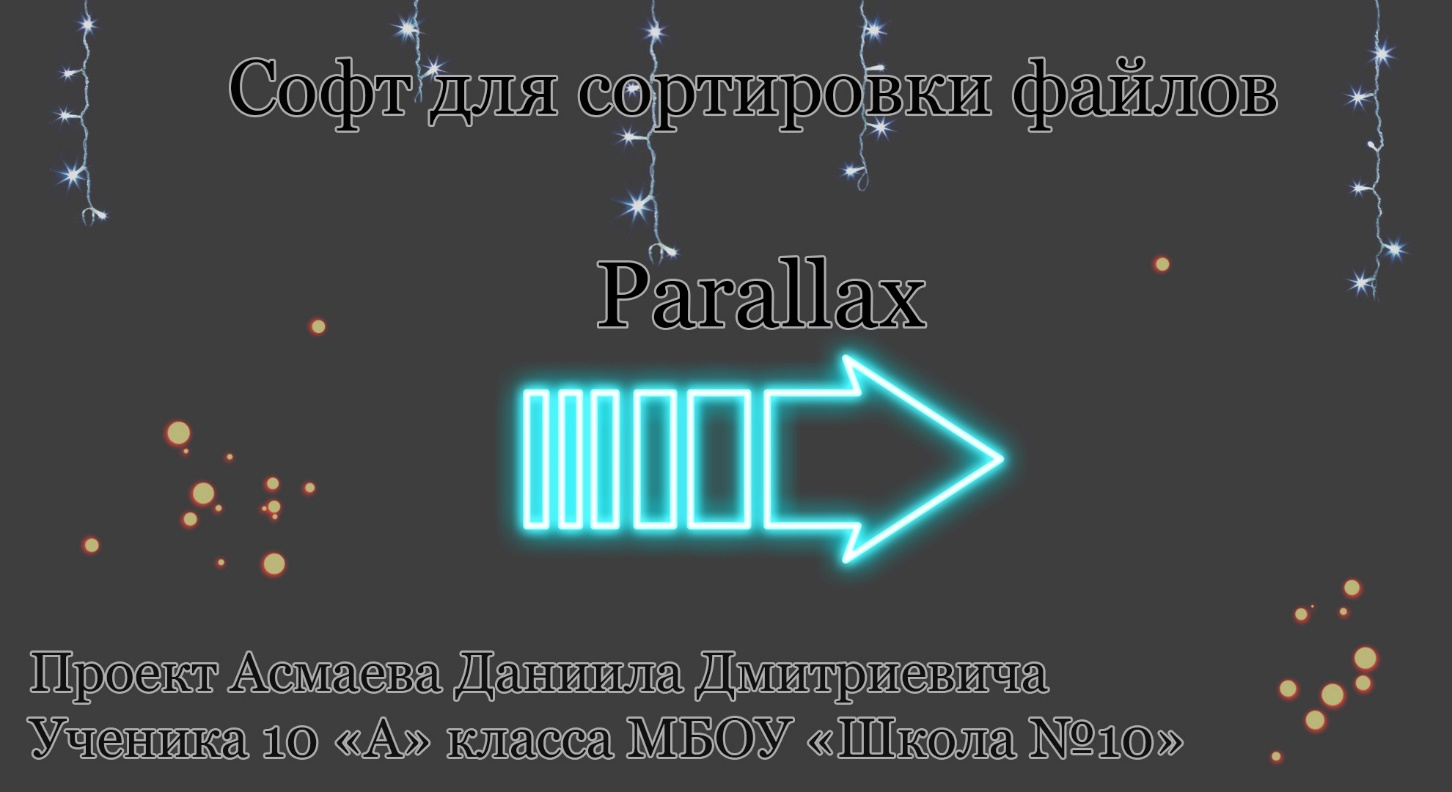 Софт для сортировки файлов
Parallax
Проект Асмаева Даниила Дмитриевича
Ученика 10 «А» класса МБОУ «Школа №10»